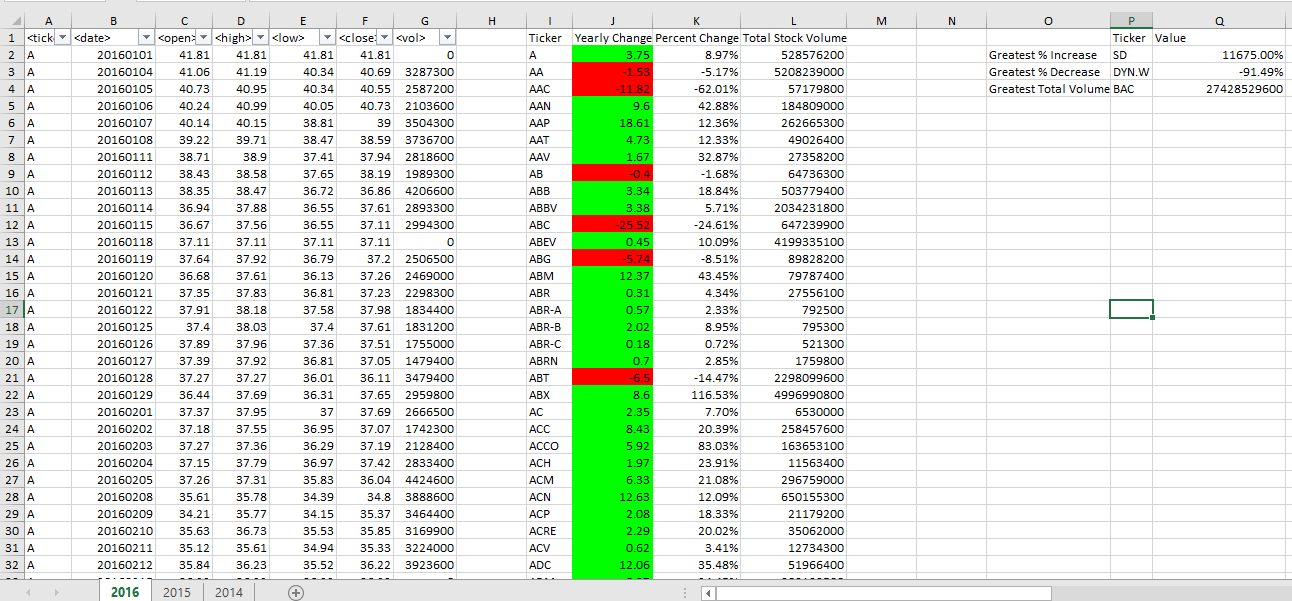 A B C D E F G H I J K L M N O P Q
1 <tick <date> <open> <high> <low> <close> <vol> Ticker Yearly Change Percent Change Total Stock Volume Ticker Value
2 A 20160101 41.81 41.81 41.81 41.81 0 A 3.75 8.97% 528576200 Greatest % Increase SD 11675.00%
3 A 20160104 41.06 41.19 40.34 40.69 3287300 AA -1.53 -5.17% 5208239000 Greatest % Decrease DYN.W -91.49%
4 A 20160105 40.73 40.95 40.34 40.55 2587200 AAC -11.82 -62.01% 57179800 Greatest Total Volume BAC 27428529600
5 A 20160106 40.24 40.99 40.05 40.73 2103600 AAN 9.6 42.88% 184809000
6 A 20160107 40.14 40.15 38.81 39 3504300 AAP 18.61 12.36% 262665300
7 A 20160108 39.22 39.71 38.47 38.59 3736700 AAT 4.73 12.33% 49026400
8 A 20160111 38.71 38.9 37.41 37.94 2818600 AAV 1.67 32.87% 27358200
9 A 20160112 38.43 38.58 37.65 38.19 1989300 AB -0.4 -1.68% 64736300
10 A 20160113 38.35 38.47 36.72 36.86 4206600 ABB 3.34 18.84% 503779400
11 A 20160114 36.94 37.88 36.55 37.61 2893300 ABBV 3.38 5.71% 2034231800
12 A 20160115 36.67 37.56 36.55 37.11 2994300 ABC -25.52 -24.61% 647239900
13 A 20160118 37.11 37.11 37.11 37.11 0 ABEV 0.45 10.09% 4199335100
14 A 20160119 37.64 37.92 36.79 37.2 2506500 ABG -5.74 -8.51% 89828200
15 A 20160120 36.68 37.61 36.13 37.26 2469000 ABM 12.37 43.45% 79787400
16 A 20160121 37.35 37.83 36.81 37.23 2298300 ABR 0.31 4.34% 27556100
17 A 20160122 37.91 38.18 37.58 37.98 1834400 ABR-A 0.57 2.33% 792500
18 A 20160125 37.4 38.03 37.4 37.61 1831200 ABR-B 2.02 8.95% 795300
19 A 20160126 37.89 37.96 37.36 37.51 1755000 ABR-C 0.18 0.72% 521300
20 A 20160127 37.39 37.92 36.81 37.05 1479400 ABRN 0.7 2.85% 1759800
21 A 20160128 37.27 37.27 36.01 36.11 3479400 ABT -6.5 -14.47% 2298099600
22 A 20160129 36.44 37.69 36.31 37.65 2959800 ABX 8.6 116.53% 4996990800
23 A 20160201 37.37 37.95 37 37.69 2666500 AC 2.35 7.70% 6530000
24 A 20160202 37.18 37.55 36.95 37.07 1742300 ACC 8.43 20.39% 258457600
25 A 20160203 37.27 37.36 36.29 37.19 2128400 ACCO 5.92 83.03% 163653100
26 A 20160204 37.15 37.79 36.97 37.42 2833400 ACH 1.97 23.91% 11563400
27 A 20160205 37.26 37.31 35.83 36.04 4424600 ACM 6.33 21.08% 296759000
28 A 20160208 35.61 35.78 34.39 34.8 3888600 ACN 12.63 12.09% 650155300
29 A 20160209 34.21 35.77 34.15 35.37 3464400 ACP 2.08 18.33% 21179200
30 A 20160210 35.63 36.73 35.53 35.85 3169900 ACRE 2.29 20.02% 35062000
31 A 20160211 35.12 35.61 34.94 35.33 3224000 ACV 0.62 3.41% 12734300
32 A 20160212 35.84 36.23 35.52 36.22 3923600 ADC 12.06 35.48% 51966400
2016 2015 2014